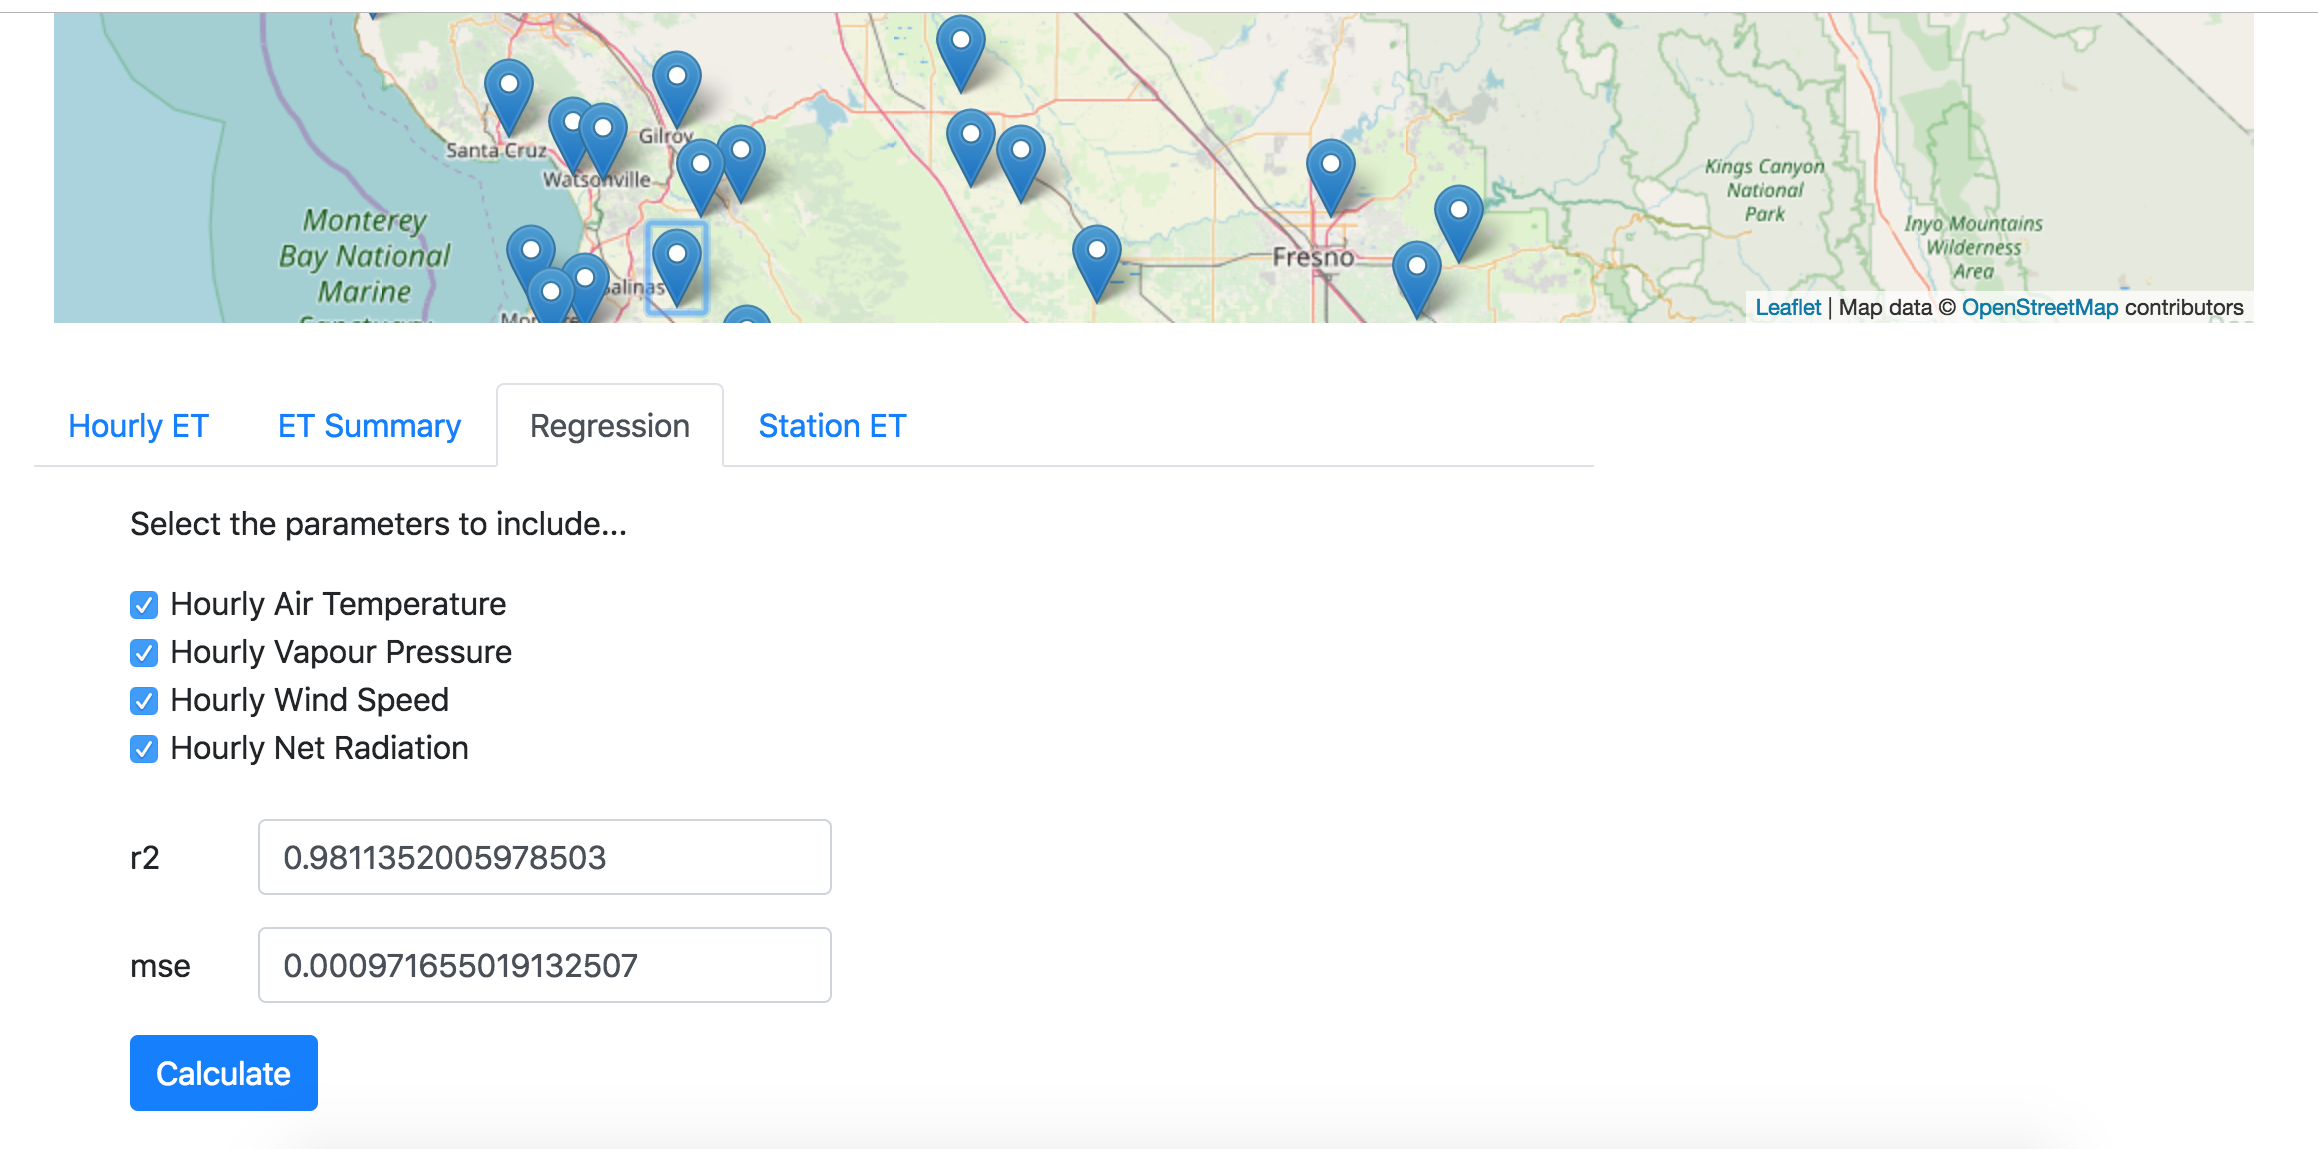 Gilroy
Santa Cruz
Watsonville
Monterey
Bay National
Marine
Sanctuary
Salinas
Fresno
Kings Canyon
National
Park
Inyo Mountains
Wilderness
Area
Leaflet | Map data © OpenStreetMap contributors
Hourly ET
ET Summary
Regression
Station ET
Select the parameters to include...
Hourly Air Temperature
Hourly Vapour Pressure
Hourly Wind Speed
Hourly Net Radiation
r2
0.9811352005978503
mse
0.000971655019132507
Calculate